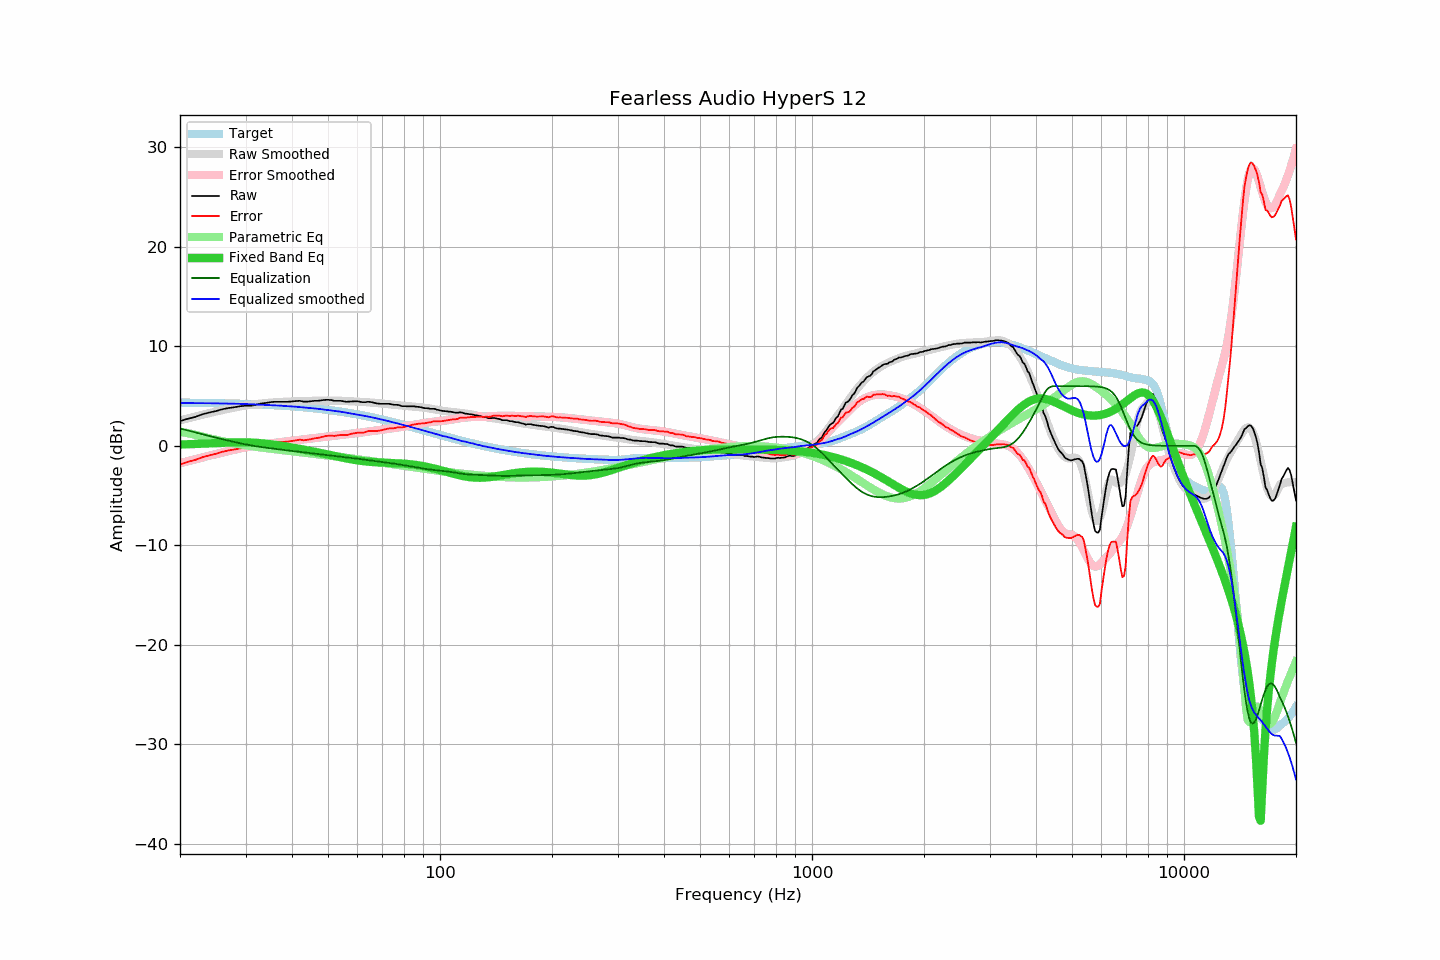 Fearless Audio HyperS 12
Target
Raw Smoothed
Error Smoothed
Raw
Error
Parametric Eq
Fixed Band Eq
Equalization
Equalized smoothed
30
20
10
0
−10
−20
−30
−40
Amplitude (dBr)
100
1000
10000
Frequency (Hz)